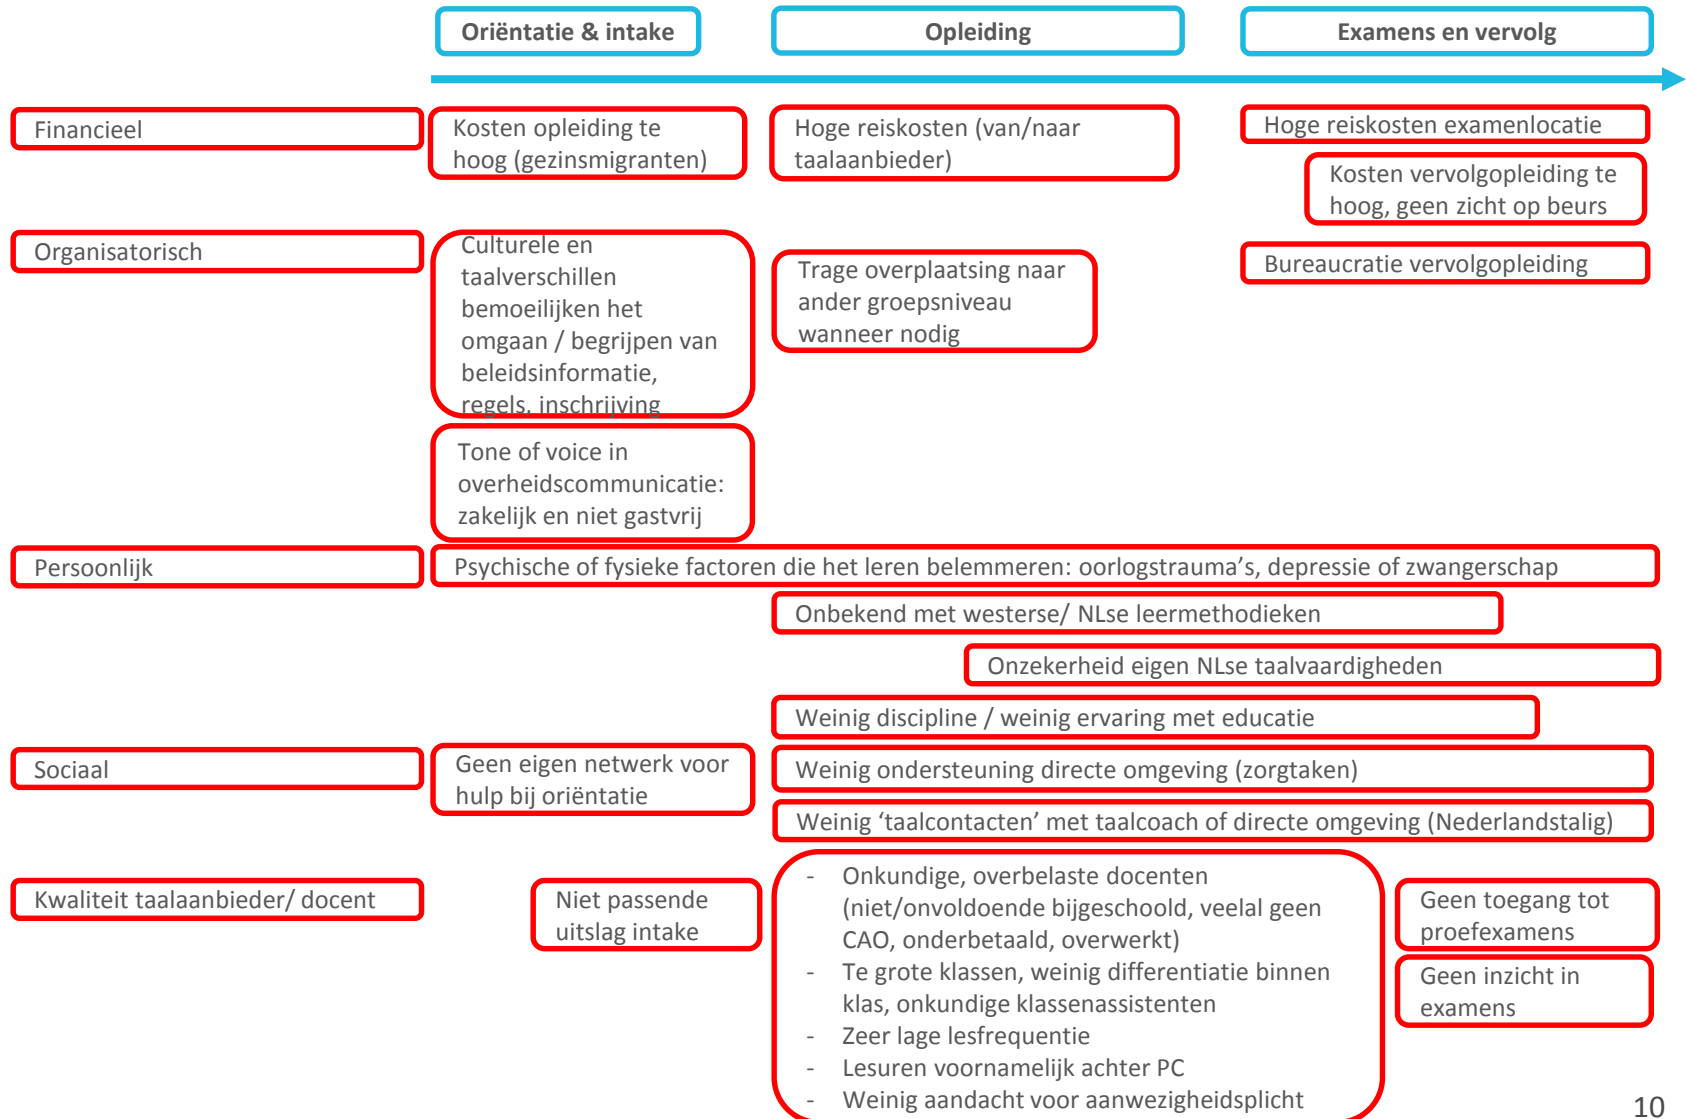 Oriëntatie & intake
Opleiding
Examens en vervolg
Financieel
Kosten opleiding te
hoog (gezinsmigranten)
Hoge reiskosten (van/naar
taalaanbieder)
Hoge reiskosten examenlocatie
Kosten vervolgopleiding te
hoog, geen zicht op beurs
Organisatorisch
Culturele en
taalverschillen
bemoeilijken het
omgaan / begrijpen van
beleidsinformatie,
regels, inschrijving
Trage overplaatsing naar
ander groepsniveau
wanneer nodig
Bureaucratie vervolgopleiding
Tone of voice in
overheidscommunicatie:
zakelijk en niet gastvrij
Persoonlijk
Psychische of fysieke factoren die het leren belemmeren: oorlogstrauma’s, depressie of zwangerschap
Onbekend met westerse/ NLse leermethodieken
Onzekerheid eigen NLse taalvaardigheden
Weinig discipline / weinig ervaring met educatie
Sociaal
Geen eigen netwerk voor
hulp bij oriëntatie
Weinig ondersteuning directe omgeving (zorgtaken)
Weinig ‘taalcontacten’ met taalcoach of directe omgeving (Nederlandstalig)
Kwaliteit taalaanbieder/ docent
Niet passende
uitslag intake
- Onkundige, overbelaste docenten
(niet/onvoldoende bijgeschoold, veelal geen
CAO, onderbetaald, overwerkt)
- Te grote klassen, weinig differentiatie binnen
klas, onkundige klassenassistenten
- Zeer lage lesfrequentie
- Lesuren voornamelijk achter PC
- Weinig aandacht voor aanwezigheidsplicht
Geen toegang tot
proefexamens
Geen inzicht in
examens
10